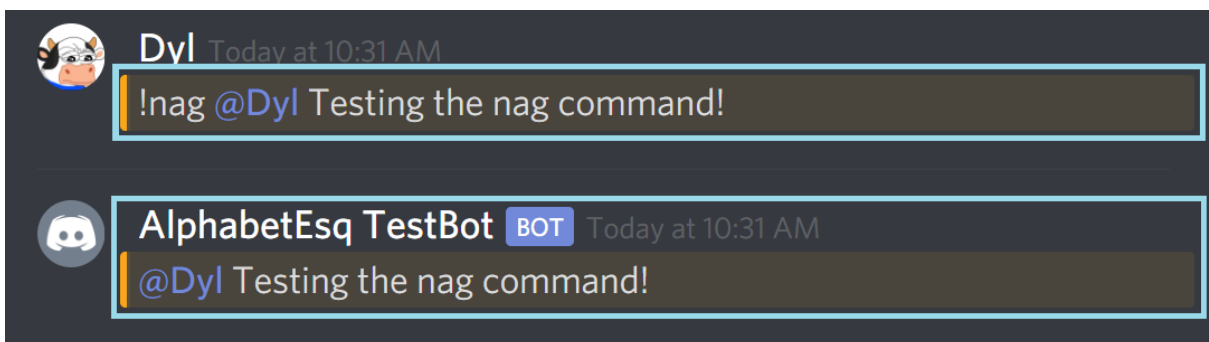 Dyl Today at 10:31 AM
!nag @Dyl Testing the nag command!
AlphabetEsq TestBot BOT Today at 10:31 AM
@Dyl Testing the nag command!